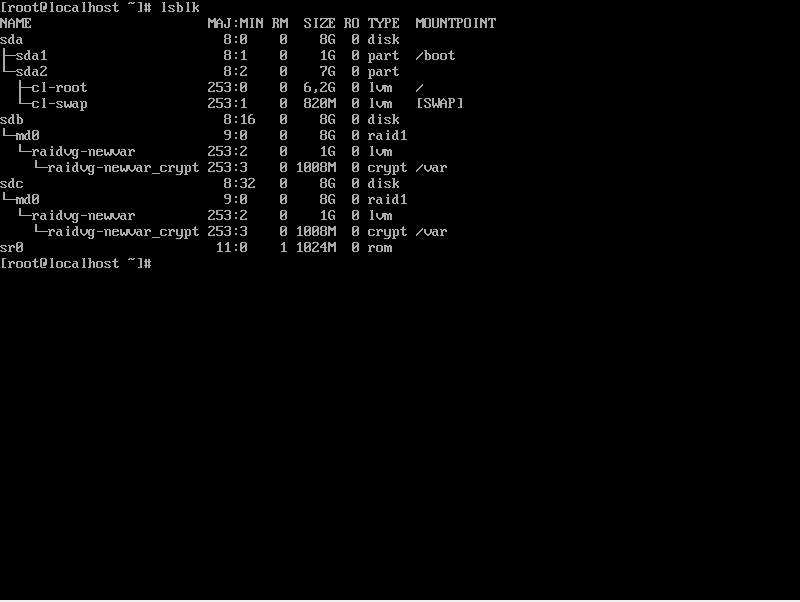 [root@localhost ~]# lsblk
NAME                      MAJ:MIN RM  SIZE RO TYPE  MOUNTPOINT
sda                         8:0    0    8G  0 disk
├─sda1                      8:1    0    1G  0 part  /boot
└─sda2                      8:2    0    7G  0 part
  ├─cl-root               253:0    0  6,2G  0 lvm   /
  └─cl-swap               253:1    0  820M  0 lvm   [SWAP]
sdb                         8:16   0    8G  0 disk
└─md0                       9:0    0    8G  0 raid1
  └─raidvg-newvar         253:2    0    1G  0 lvm
    └─raidvg-newvar_crypt 253:3    0 1008M  0 crypt /var
sdc                         8:32   0    8G  0 disk
└─md0                       9:0    0    8G  0 raid1
  └─raidvg-newvar         253:2    0    1G  0 lvm
    └─raidvg-newvar_crypt 253:3    0 1008M  0 crypt /var
sr0                        11:0    1 1024M  0 rom
[root@localhost ~]#